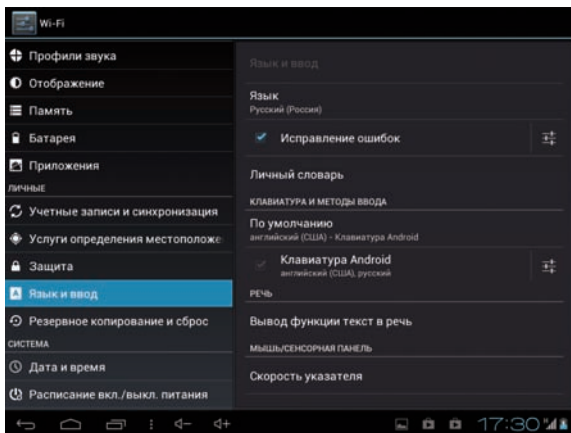 Wi-Fi
Профили звука
Отображение
Память
Батарея
Приложения
ЛИЧНЫЕ
Учетные записи и синхронизация
Услуги определения местоположе
Защита
Язык и ввод
Резервное копирование и сброс
СИСТЕМА
Дата и время
Расписание вкл./выкл. питания
Язык и ввод
Язык
Русский (Россия)
Исправление ошибок
Личный словарь
КЛАВИАТУРА И МЕТОДЫ ВВОДА
По умолчанию
английский (США) - Клавиатура Android
Клавиатура Android
английский (США), русский
РЕЧЬ
Вывод функции текст в речь
МЫШЬ/СЕНСОРНАЯ ПАНЕЛЬ
Скорость указателя
17:30